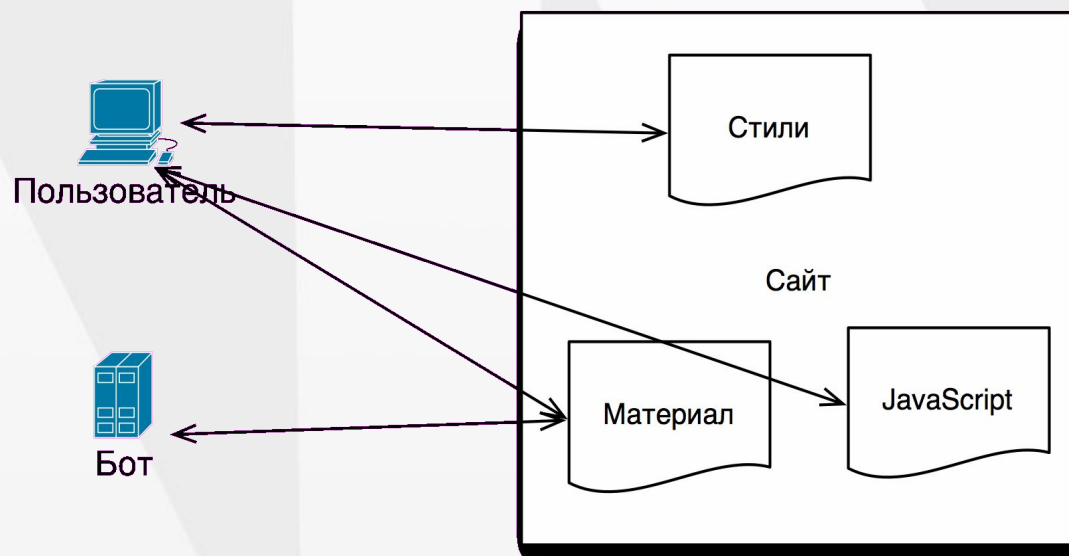 Стили
Пользователь
Сайт
Материал
JavaScript
Бот